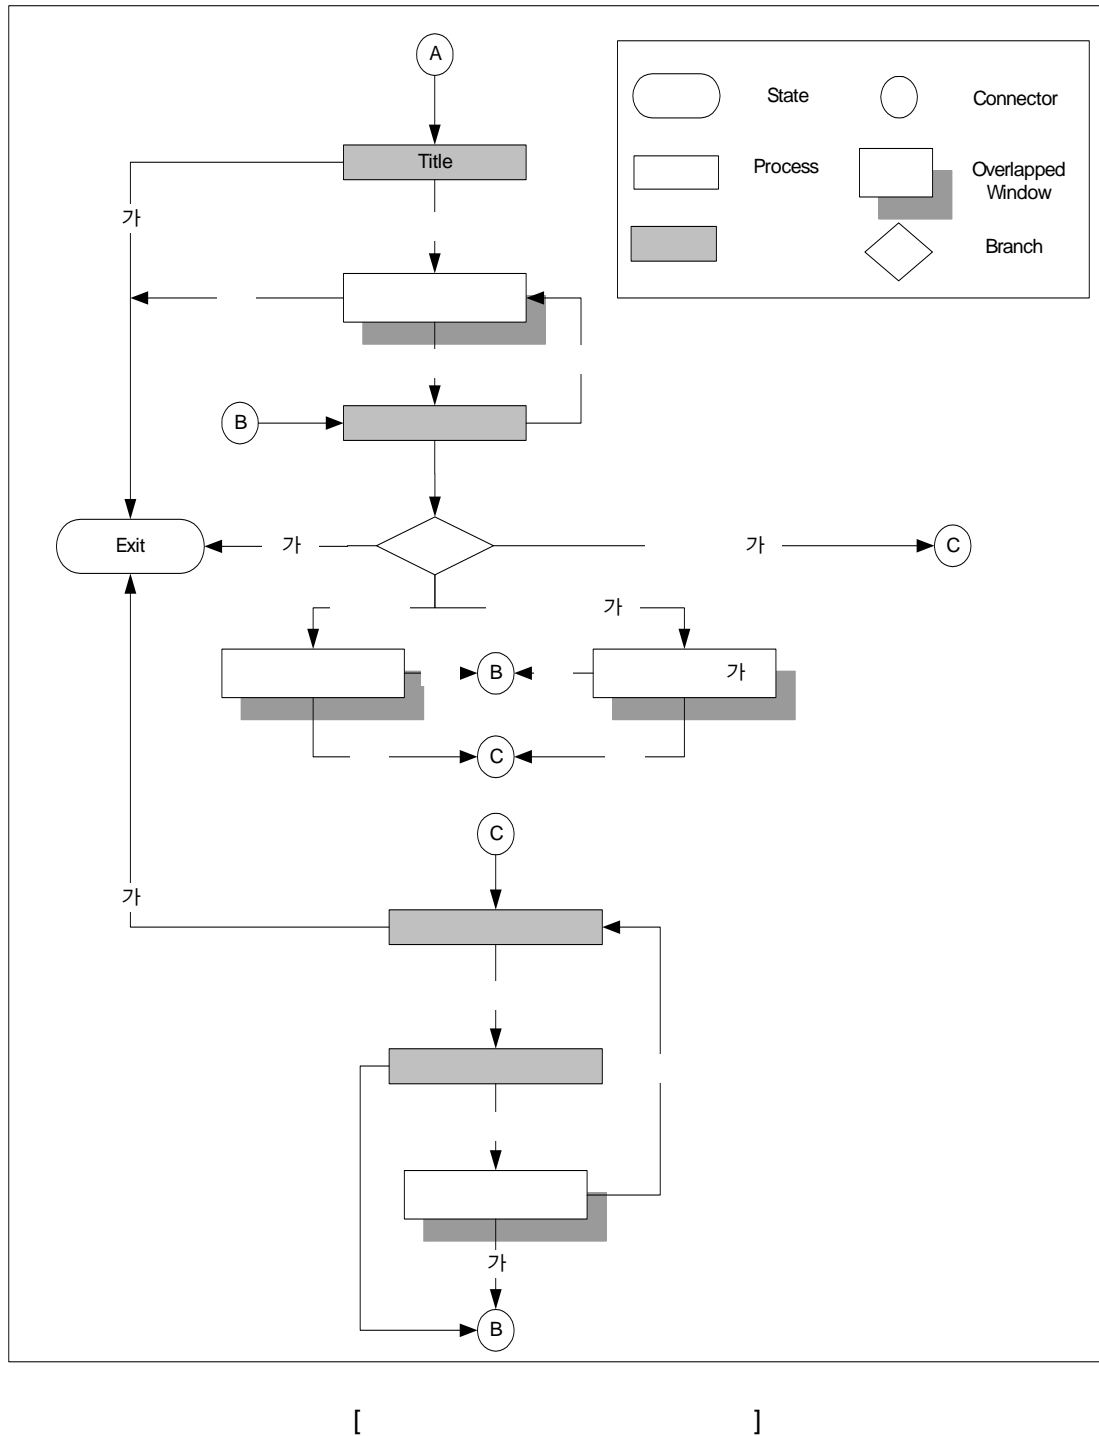 A
State
Connector
Title
Process
Overlapped
Window
가
Branch
B
Exit
가
가
C
가
B
가
C
C
가
가
B
[ ]